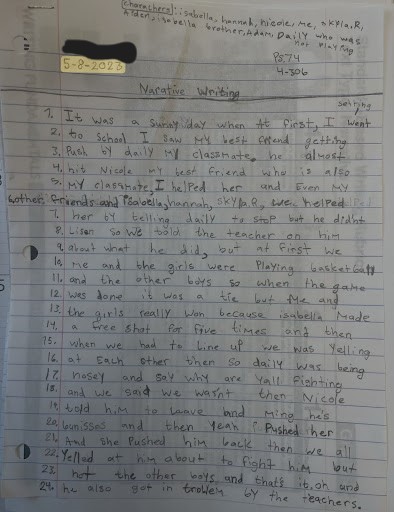 Charachers: isabella, hannah, nicole, me, skyla, R,
Aiden, isabella brother, Adam, Daily who was
not playing
PS.74
4-306
5-8-2023
Narative Writing
setting
1. It was a sunny day when At first, I went
2. to school I saw my best friend getting
3. Push by daily my classmate, he almost
4. hit Nicole my best friend who is also
5. My classmate, I helped her and Even my
6. other friends and Isabella, hannah, skyla, R, we helped
7. her by telling daily to stop but he didnt
8. Lisen so we told the teacher on him
9. about what he did, but at first we
10. me and the girls were Playing basketball
11. and the other boys so when the game
12. was done it was a tie but Me and
13. the girls really won because isabella made
14. a free shot for five times and then
15. when we had to Line up we was Yelling
16. at Each other then so daily was being
17. nosey and say why are Yall Fighting
18. and we said we wasnt then Nicole
19. told him to Leave and Ming he's
20. bunisses and then Yeah! Pushed her
21. And she Pushed him back then we all
22. Yelled at him about to fight him but
23. not the other boys, and thats it, oh and
24. he also got in troblem by the teachers.